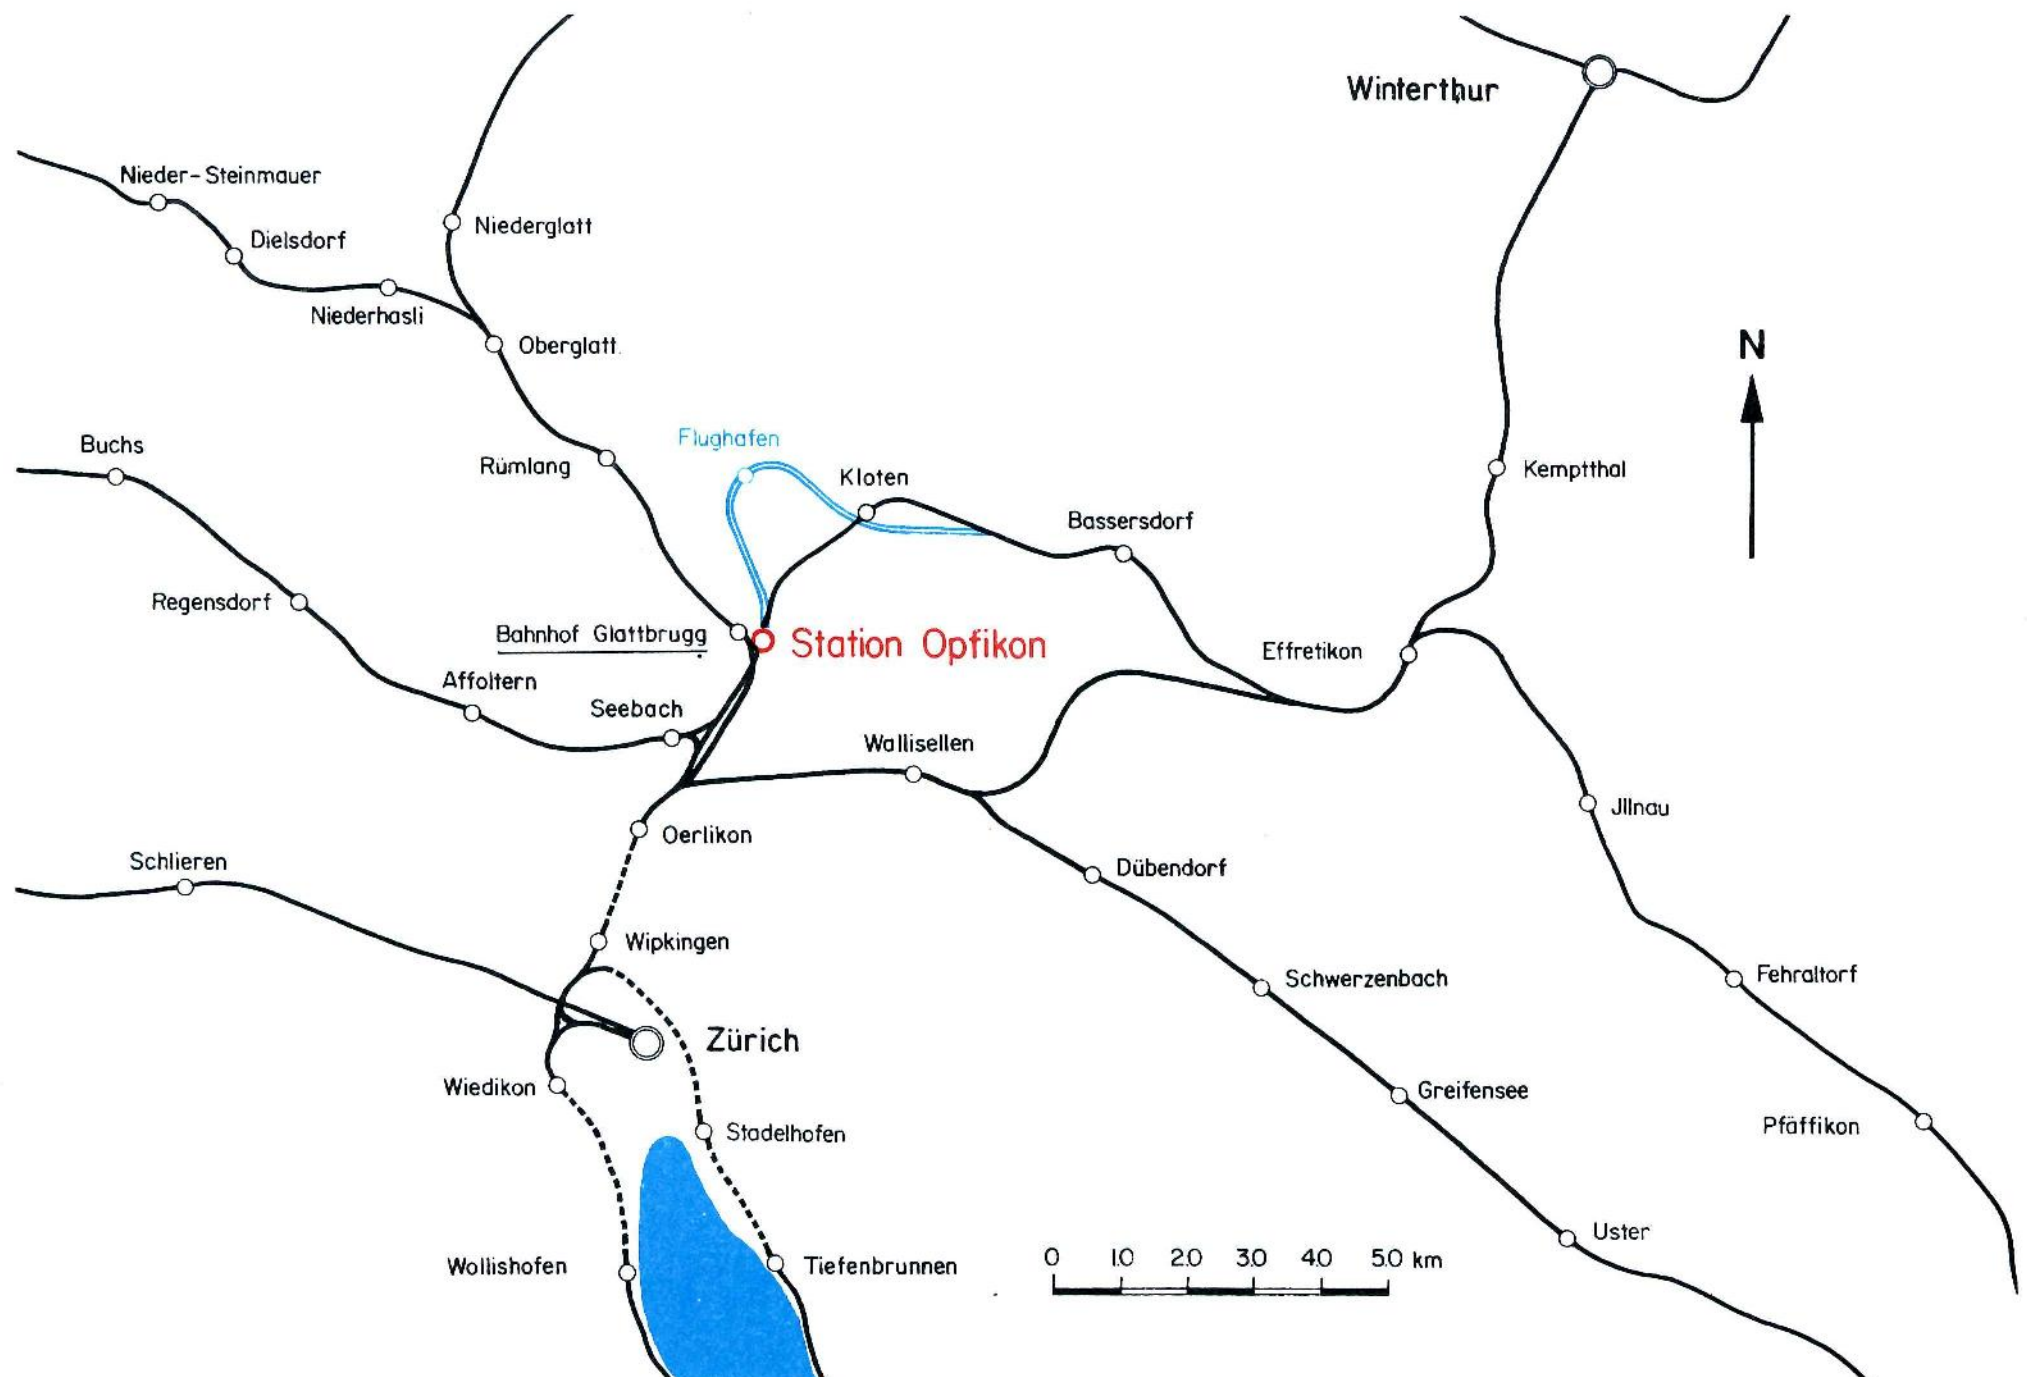 Winterthur
Nieder-Steinmauer
Niederglatt
Dielsdorf
Niederhasli
Oberglatt
N
Flughafen
Buchs
Rümlang
Kloten
Kemptthal
Bassersdorf
Regensdorf
Bahnhof Glattbrugg
Station Opfikon
Effretikon
Affoltern
Seebach
Wallisellen
Jllnau
Oerlikon
Schlieren
Dübendorf
Wipkingen
Schwerzenbach
Fehraltorf
Zürich
Wiedikon
Greifensee
Stadelhofen
Pfäffikon
Uster
Wollishofen
Tiefenbrunnen
0 1.0 2.0 3.0 4.0 5.0 km